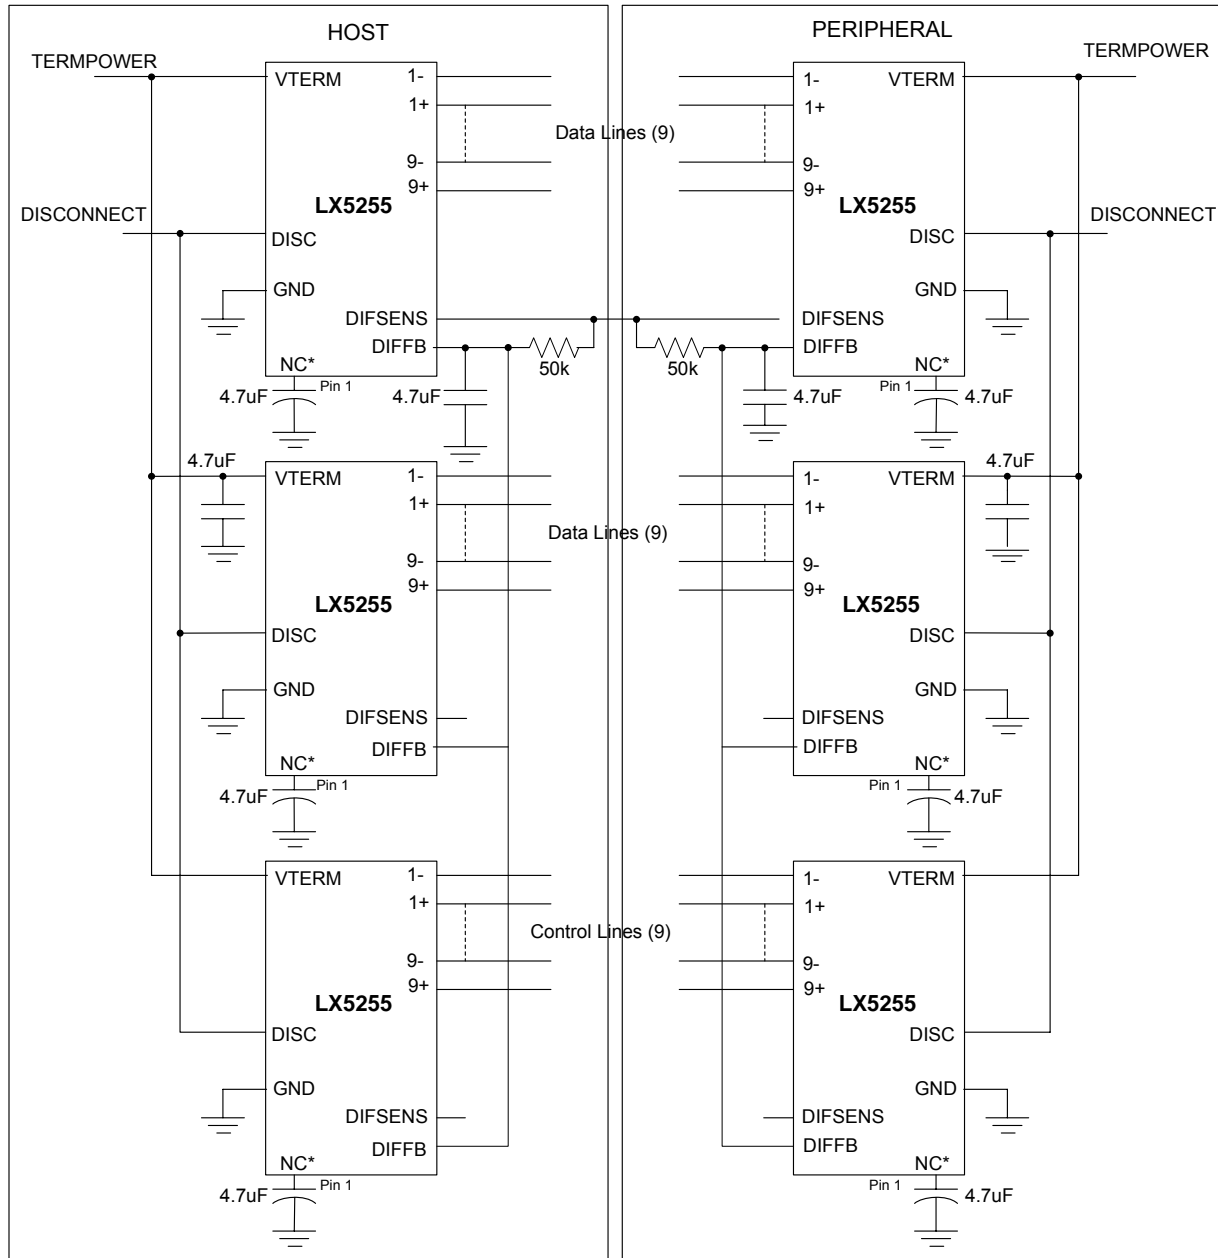 HOST
PERIPHERAL
TERMPOWER
TERMPOWER
VTERM
1-
1+
9-
9+
Data Lines (9)
1-
1+
9-
9+
VTERM
LX5255
LX5255
DISCONNECT
DISCONNECT
DISC
DISC
GND
GND
DIFSENS
DIFSENS
DIFFB
DIFFB
50k
50k
NC*
NC*
Pin 1
Pin 1
4.7uF
4.7uF
4.7uF
4.7uF
4.7uF
4.7uF
VTERM
1-
1+
9-
9+
Data Lines (9)
1-
1+
9-
9+
VTERM
LX5255
LX5255
DISC
DISC
GND
GND
DIFSENS
DIFSENS
DIFFB
DIFFB
NC*
NC*
Pin 1
Pin 1
4.7uF
4.7uF
VTERM
1-
1+
9-
9+
Control Lines (9)
1-
1+
9-
9+
VTERM
LX5255
LX5255
DISC
DISC
GND
GND
DIFSENS
DIFSENS
DIFFB
DIFFB
NC*
NC*
Pin 1
Pin 1
4.7uF
4.7uF